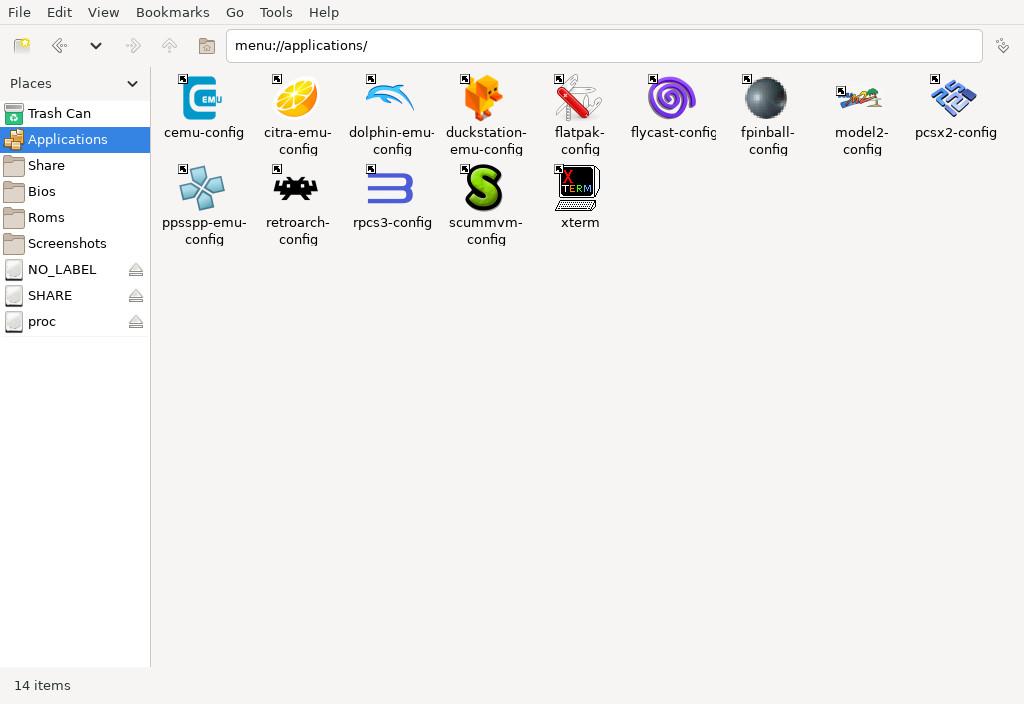 File Edit View Bookmarks Go Tools Help
menu://applications/
Places
Trash Can
Applications
Share
Bios
Roms
Screenshots
NO_LABEL
SHARE
proc
CEMU
cemu-config
citra-emu-
config
dolphin-emu-
config
duckstation-
emu-config
flatpak-
config
flycast-config
fpinball-
config
model2-
config
pcsx2-config
ppsspp-emu-
config
retroarch-
config
rpcs3-config
S
scummvm-
config
X
TERM
xterm
14 items